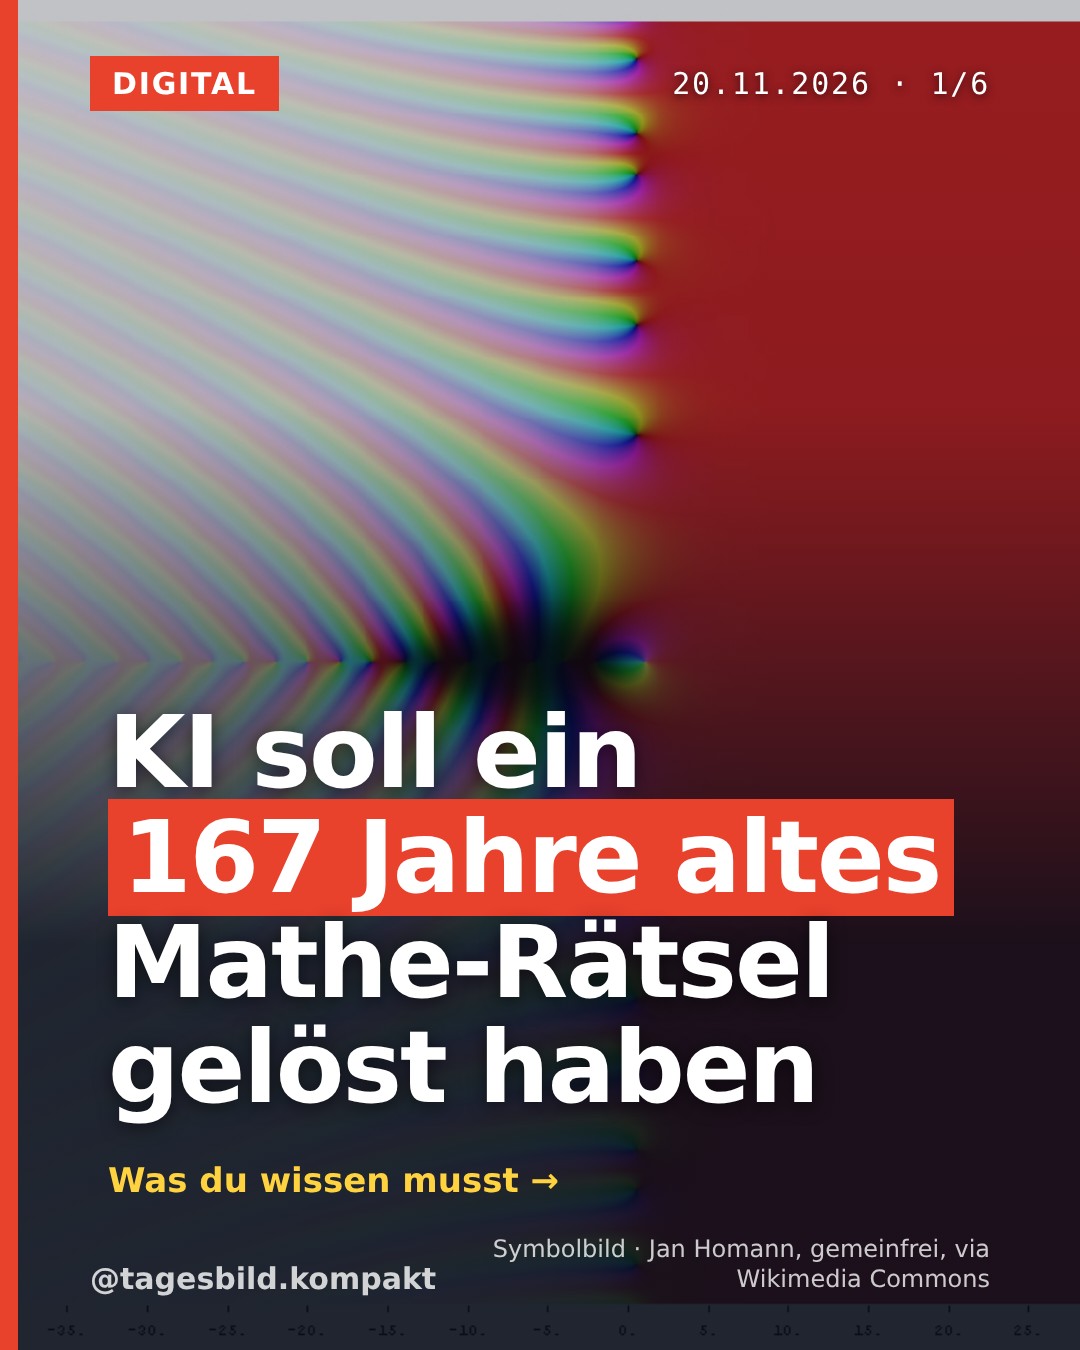 DIGITAL
20.11.2026 · 1/6
KI soll ein
167 Jahre altes
Mathe-Rätsel
gelöst haben
Was du wissen musst →
Symbolbild · Jan Homann, gemeinfrei, via
Wikimedia Commons
@tagesbild.kompakt
-35. -30. -25. -20. -15. -10. -5. 0. 5. 10. 15. 20. 25.